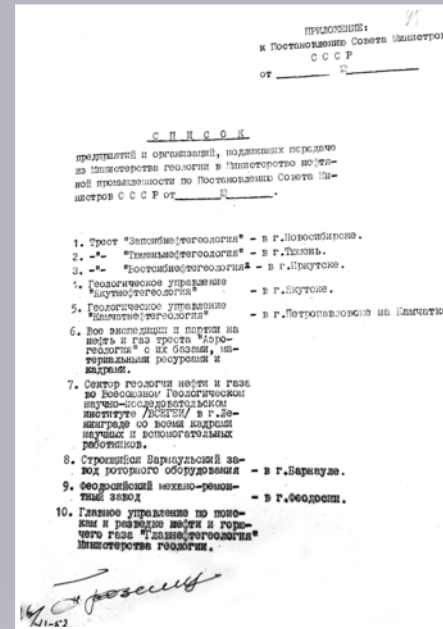 ПРИЛОЖЕНИЕ:
к Постановлению Совета Министров
С С С Р
от ________ №________
С П И С О К
предприятий и организаций, подлежащих передаче
из Министерства геологии в Министерство нефтя-
ной промышленности по Постановлению Совета Ми-
нистров С С С Р от______№______.
1. Трест "Запсибнефтегеология" - в г.Новосибирске.
2. -"- "Тюменьнефтегеология" - в г.Тюмень.
3. -"- "Востсибнефтегеология" - в г.Иркутске.
4. Геологическое управление
"Якутнефтегеология" - в г.Якутске.
5. Геологическое управление
"Камчатнефтегеология" - в г.Петропавловске на Камчатке
6. Все экспедиции и партии на
нефть и газ треста "Аэро-
геология" с их базами, ма-
териальными ресурсами и
кадрами.
7. Сектор геологии нефти и газа
во Всесоюзном Геологическом
научно-исследовательском
институте /ВСЕГЕИ/ в г.Ле-
нинграде со всеми кадрами
научных и вспомогательных
работников.
8. Строящийся Барнаульский за-
вод роторного оборудования - в г.Барнауле.
9. Феодосийский механо-ремон-
тный завод - в г.Феодосии.
10. Главное управление по поис-
кам и разведке нефти и горю-
чего газа "Главнефтегеология"
Министерства геологии.